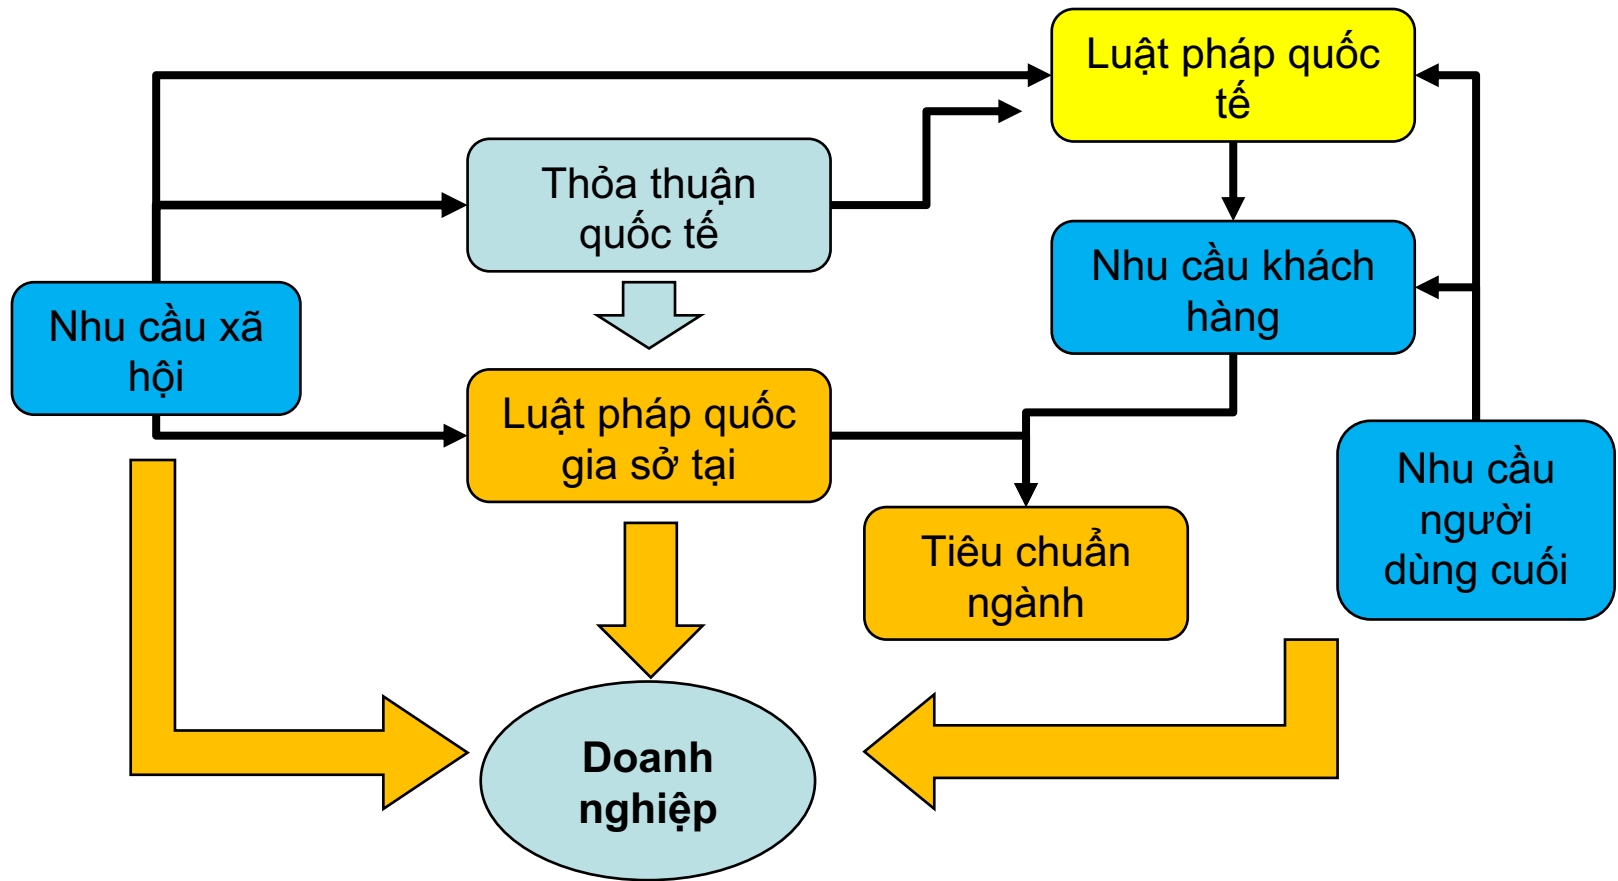 Luật pháp quốc
tế
Thỏa thuận
quốc tế
Nhu cầu khách
hàng
Nhu cầu xã
hội
Luật pháp quốc
gia sở tại
Nhu cầu
người
dùng cuối
Tiêu chuẩn
ngành
Doanh
nghiệp